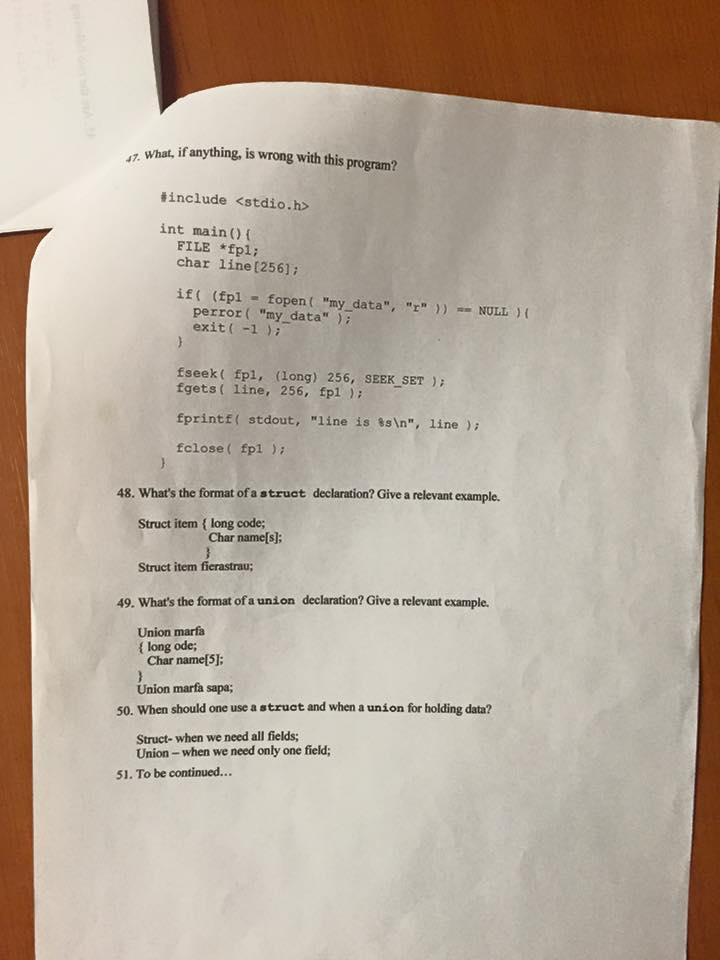 47. What, if anything, is wrong with this program?
#include <stdio.h>
int main(){
FILE *fp1;
char line[256];
if( (fp1 = fopen( "my_data", "r" )) == NULL ){
perror( "my_data" );
exit( -1 );
}
fseek( fp1, (long) 256, SEEK_SET );
fgets( line, 256, fp1 );
fprintf( stdout, "line is %s\n", line );
fclose( fp1 );
}
48. What's the format of a struct declaration? Give a relevant example.
Struct item { long code;
Char name[s];
}
Struct item fierastrau;
49. What's the format of a union declaration? Give a relevant example.
Union marfa
{ long ode;
Char name[5];
}
Union marfa sapa;
50. When should one use a struct and when a union for holding data?
Struct- when we need all fields;
Union – when we need only one field;
51. To be continued...